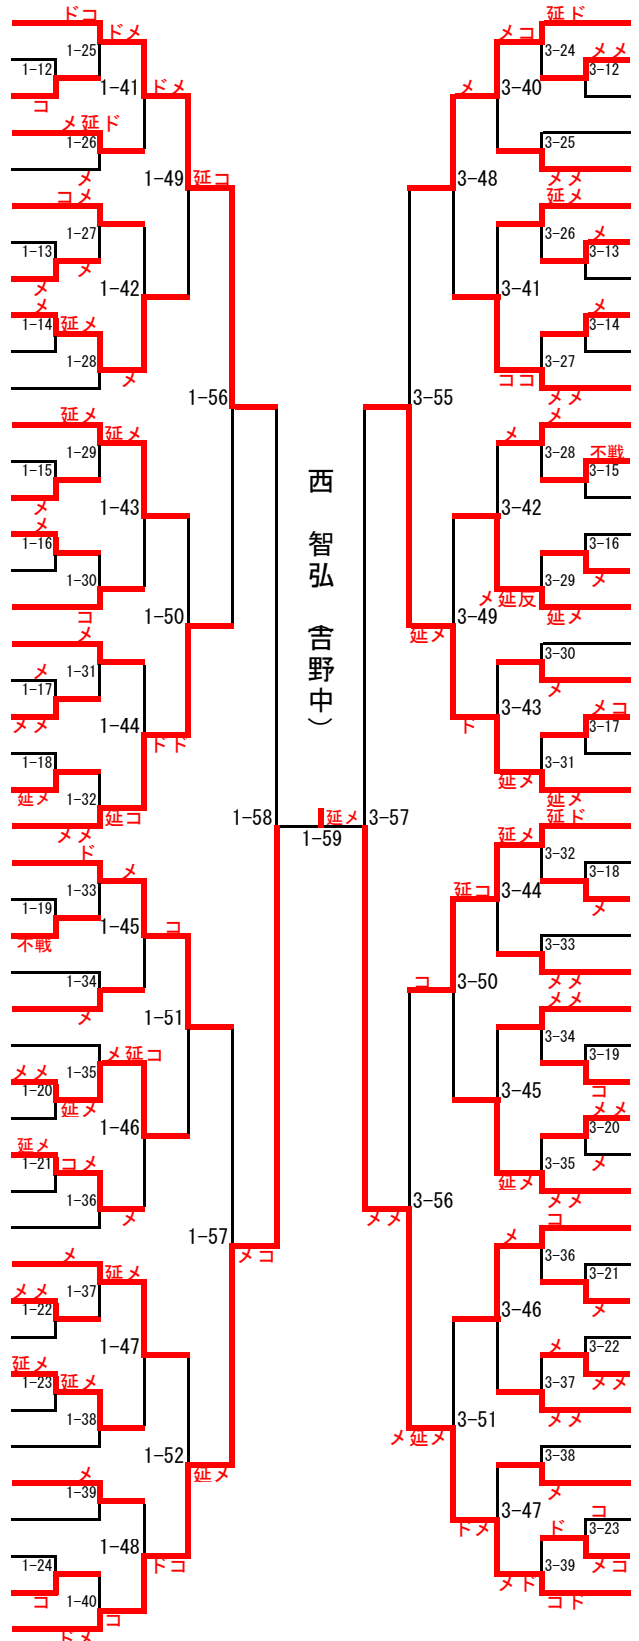 ドコ
1-25
ドメ
1-12
1-41
ドメ
コ
メ延ド
1-26
メ
1-49
延コ
コメ
1-27
1-13
メ
メ
1-42
メ
1-14
延メ
1-28
メ
1-56
延メ
1-29
延メ
1-15
メ
1-43
メ
1-16
1-30
コ
1-50
メ
1-31
メ
1-17
メメ
1-44
ドド
1-18
延メ
1-32
延コ
メメ
1-58
ド
1-33
メ
1-19
不戦
1-45
コ
1-34
メ
1-51
1-35
メ延コ
メメ
1-20
延メ
1-46
延メ
1-21
コメ
1-36
メ
1-57
メコ
メ
1-37
延メ
メメ
1-22
1-47
延メ
1-23
延メ
1-38
1-52
延メ
メ
1-39
1-48
ドコ
1-24
コ
1-40
コ
ドメ
西 智弘 (吉野中)
延メ
1-59
延ド
メコ
3-24
メメ
3-12
3-40
メ
3-25
メメ
3-48
延メ
3-26
メ
3-13
3-41
メ
3-14
3-27
ココ
メメ
3-55
メ
メ
3-28
不戦
3-15
3-42
3-16
3-29
メ
メ延反
延メ
3-49
延メ
3-30
メ
3-43
ド
メコ
3-17
3-31
延メ
延メ
3-57
延ド
延メ
3-32
3-18
メ
3-44
延コ
3-33
メメ
3-50
コ
メメ
3-34
3-19
コ
3-45
メメ
3-20
メ
3-35
延メ
メメ
3-56
メメ
コ
メ
3-36
3-21
メ
3-46
メ
3-22
メメ
3-37
メメ
3-51
メ延メ
3-38
メ
3-47
ドメ
コ
ド
3-23
メコ
3-39
メド
コド